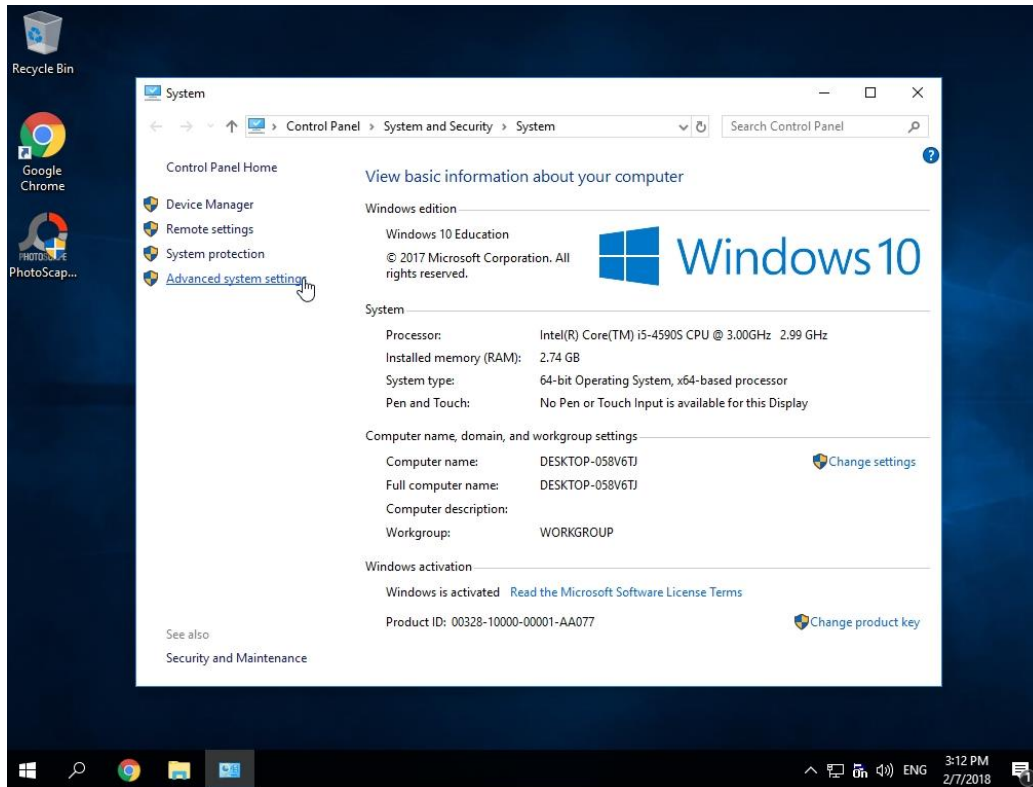 Recycle Bin
Google
Chrome
PhotoScap...
System
Control Panel > System and Security > System
Search Control Panel
Control Panel Home
Device Manager
Remote settings
System protection
Advanced system settings
View basic information about your computer
Windows edition
Windows 10 Education
© 2017 Microsoft Corporation. All
rights reserved.
Windows 10
System
Processor: Intel(R) Core(TM) i5-4590S CPU @ 3.00GHz 2.99 GHz
Installed memory (RAM): 2.74 GB
System type: 64-bit Operating System, x64-based processor
Pen and Touch: No Pen or Touch Input is available for this Display
Computer name, domain, and workgroup settings
Computer name: DESKTOP-058V6TJ
Change settings
Full computer name: DESKTOP-058V6TJ
Computer description:
Workgroup: WORKGROUP
Windows activation
Windows is activated Read the Microsoft Software License Terms
Product ID: 00328-10000-00001-AA077
Change product key
See also
Security and Maintenance
ENG
3:12 PM
2/7/2018
1